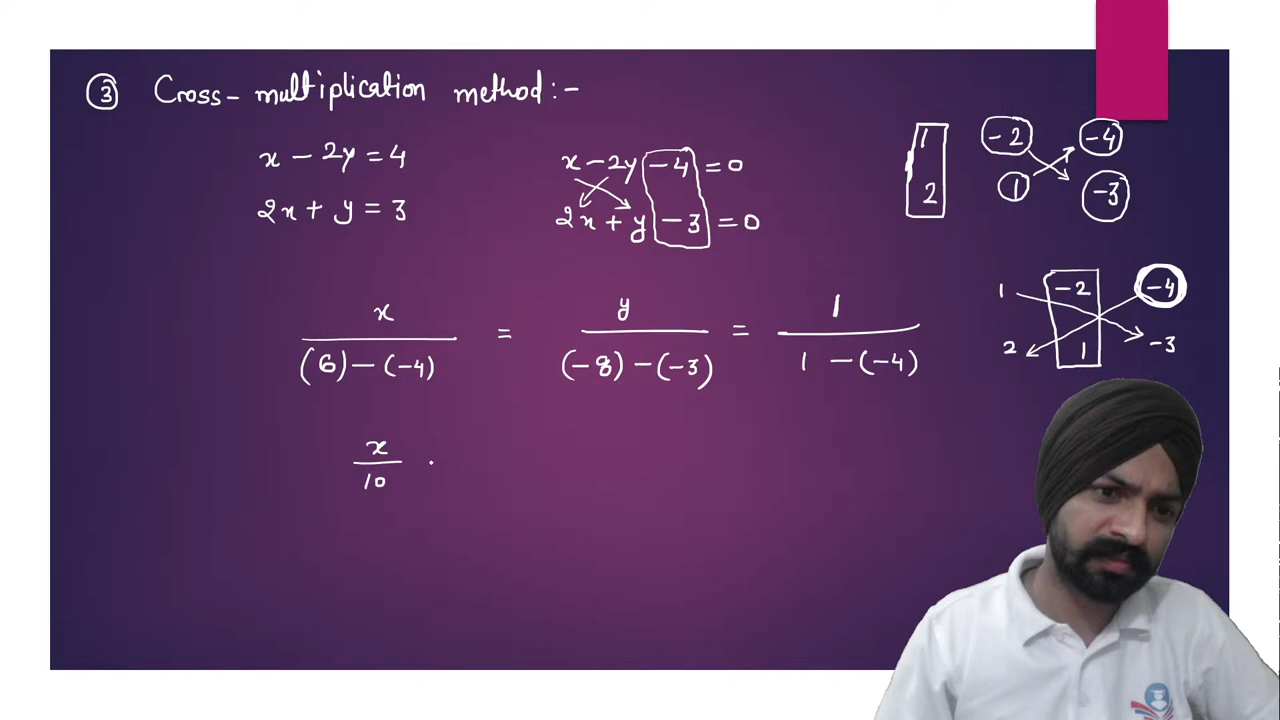 ③ Cross-multiplication method:-
x - 2y = 4
2x + y = 3
x - 2y - 4 = 0
2x + y - 3 = 0
1 -2 -4
2 1 -3
1 -2 -4
2 1 -3
x = y = 1
(6)-(-4) (-8)-(-3) 1-(-4)
x
10